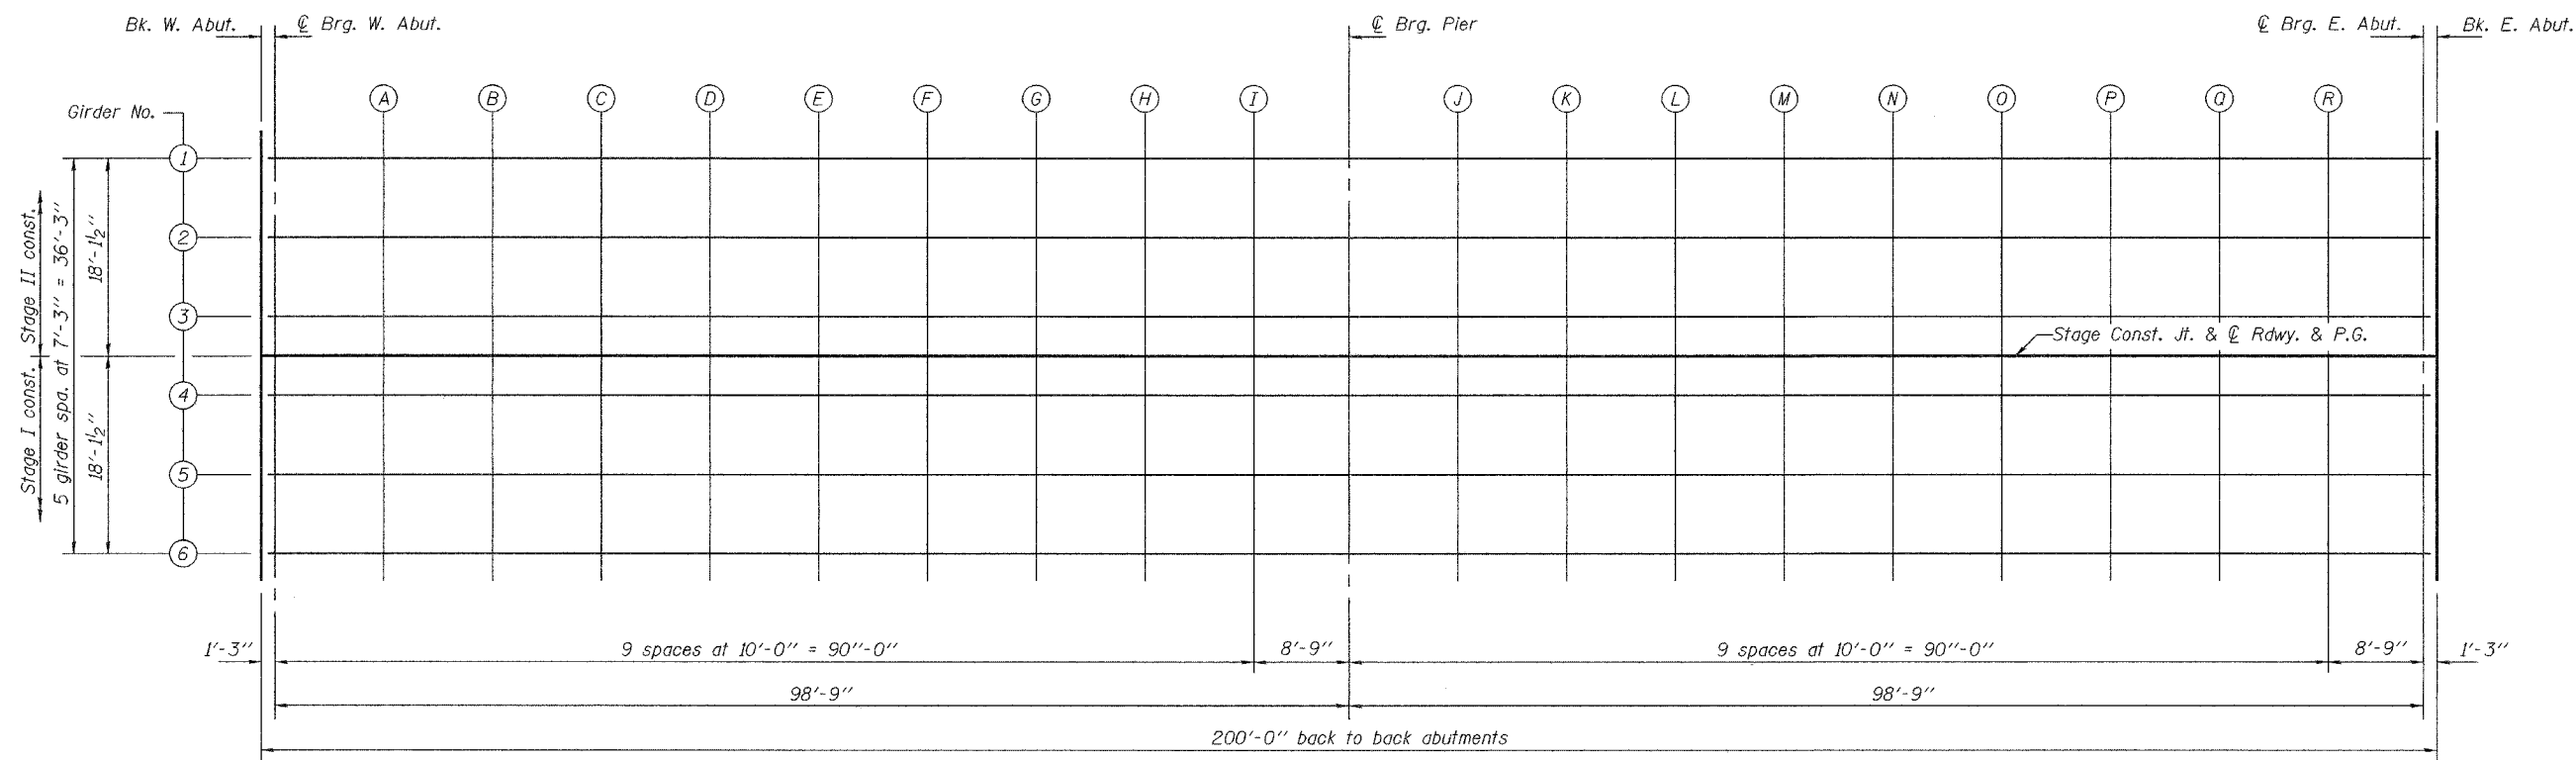 Bk. W. Abut.
℄ Brg. W. Abut.
℄ Brg. Pier
℄ Brg. E. Abut.
Bk. E. Abut.
A B C D E F G H I J K L M N O P Q R
Girder No.
1
2
3
4
5
6
Stage II const.
Stage I const.
5 girder spa. at 7'-3" = 36'-3"
18'-1½"
18'-1½"
Stage Const. Jt. & ℄ Rdwy. & P.G.
1'-3"
9 spaces at 10'-0" = 90"-0"
8'-9"
9 spaces at 10'-0" = 90"-0"
8'-9"
1'-3"
98'-9"
98'-9"
200'-0" back to back abutments